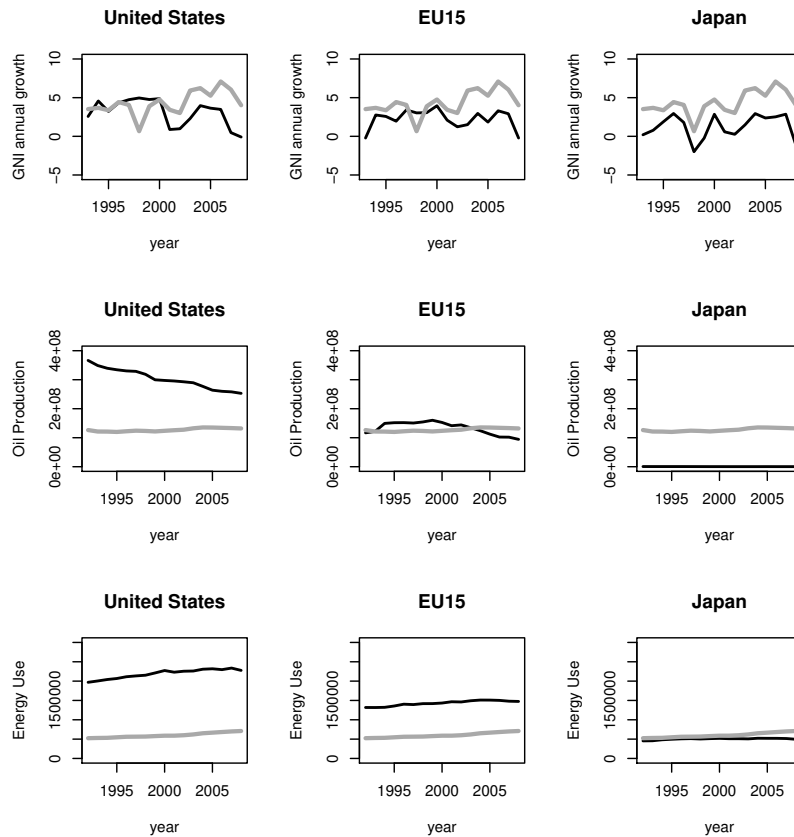 United States
EU15
Japan
GNI annual growth
−5
0
5
10
1995
2000
2005
year
GNI annual growth
−5
0
5
10
1995
2000
2005
year
GNI annual growth
−5
0
5
10
1995
2000
2005
year
United States
EU15
Japan
Oil Production
0e+00
2e+08
4e+08
1995
2000
2005
year
Oil Production
0e+00
2e+08
4e+08
1995
2000
2005
year
Oil Production
0e+00
2e+08
4e+08
1995
2000
2005
year
United States
EU15
Japan
Energy Use
0
1500000
1995
2000
2005
year
Energy Use
0
1500000
1995
2000
2005
year
Energy Use
0
1500000
1995
2000
2005
year